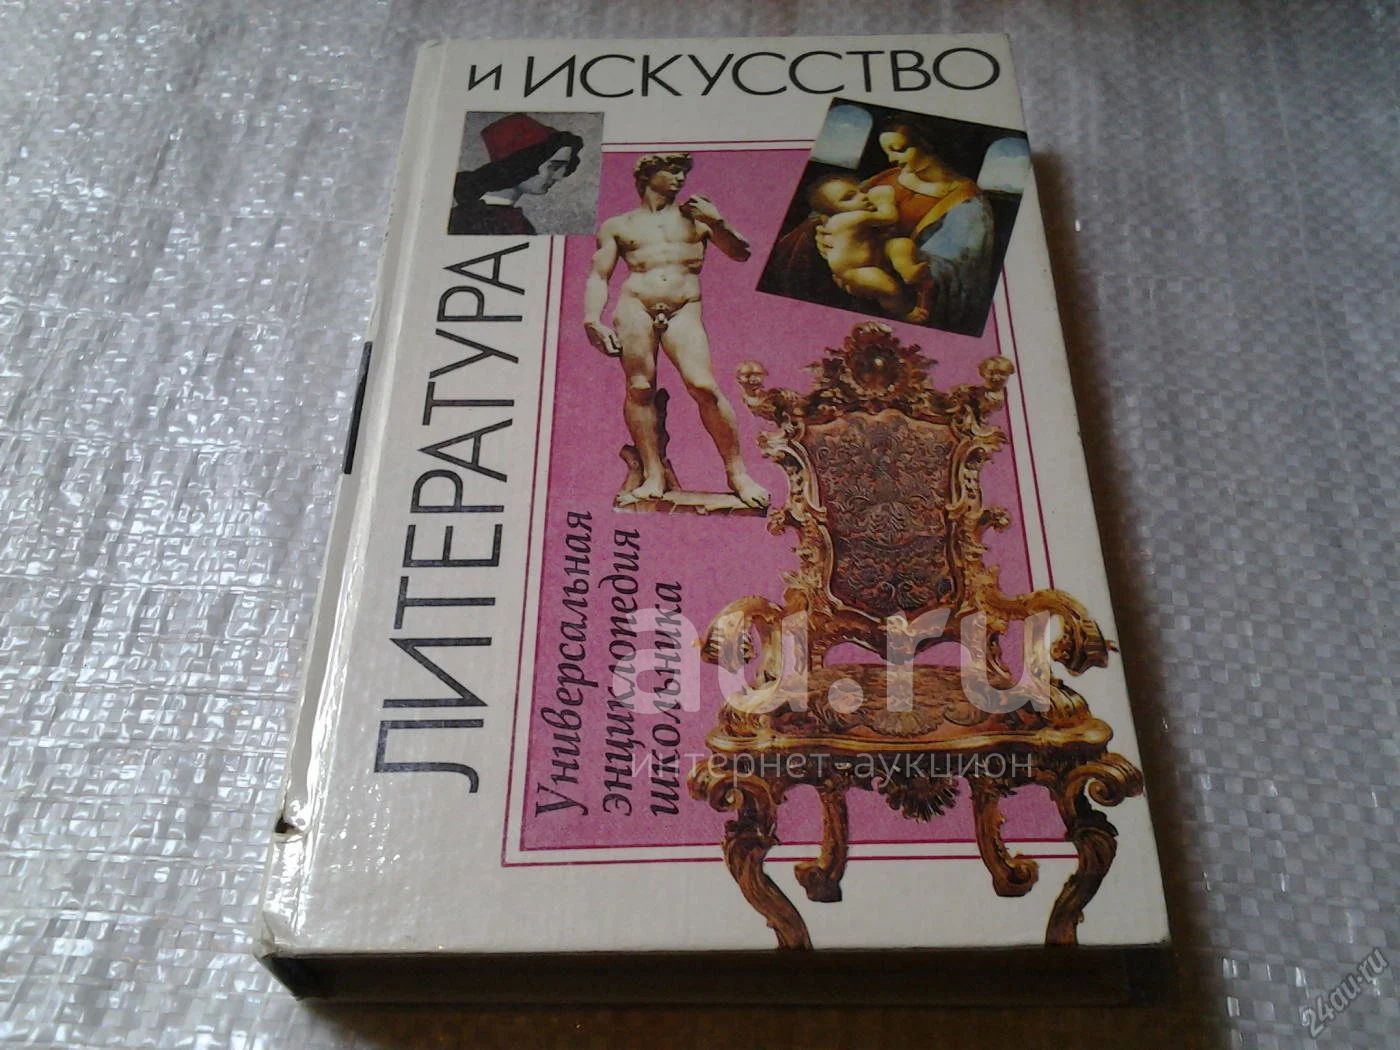 ЛИТЕРАТУРА
и ИСКУССТВО
Универсальная
энциклопедия
школьника
au.ru
интернет-аукцион
24au.ru